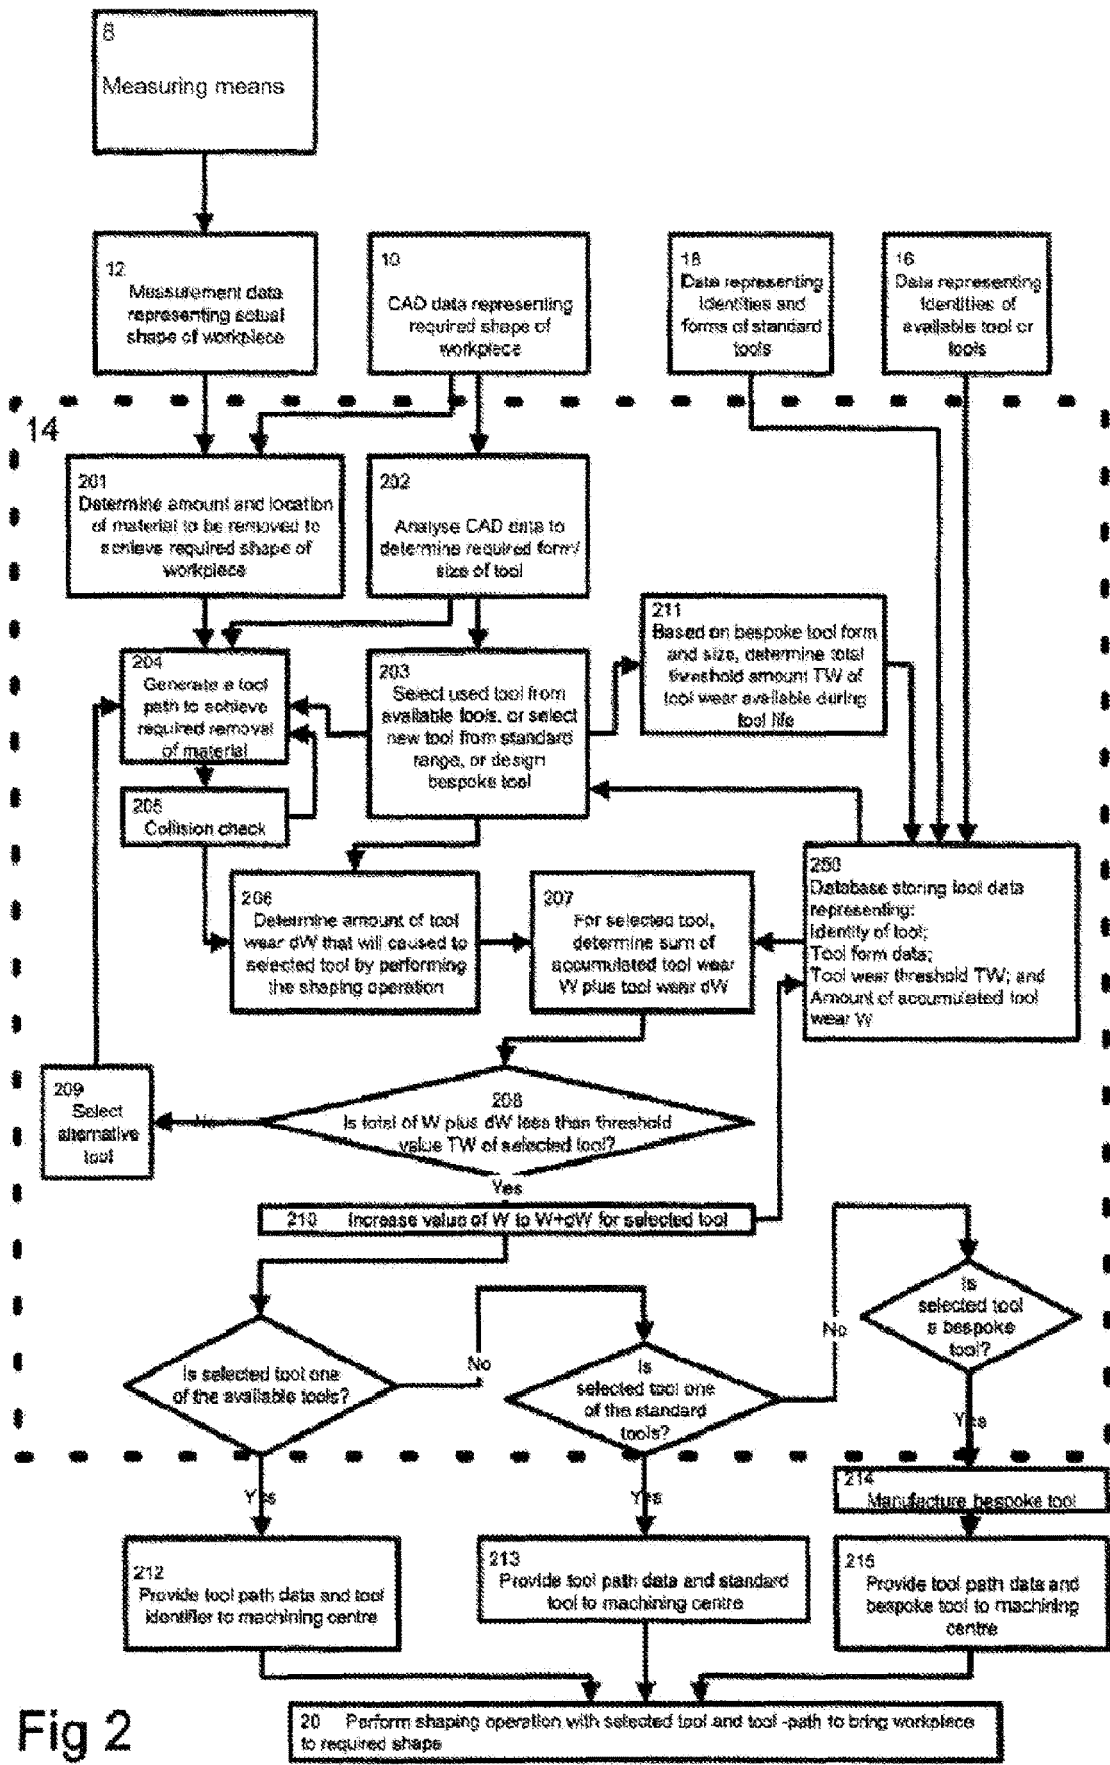 8
Measuring means
12
Measurement data
representing actual
shape of workpiece
10
CAD data representing
required shape of
workpiece
18
Data representing
Identities and
forms of standard
tools
16
Data representing
Identities of
available tool or
tools
14
201
Determine amount and location
of material to be removed to
achieve required shape of
workpiece
202
Analyse CAD data to
determine required form/
size of tool
211
Based on bespoke tool form
and size, determine total
threshold amount TW of
tool wear available during
tool life
204
Generate a tool
path to achieve
required removal
of material
203
Select used tool from
available tools, or select
new tool from standard
range, or design
bespoke tool
205
Collision check
206
Determine amount of tool
wear dW that will caused to
selected tool by performing
the shaping operation
207
For selected tool,
determine sum of
accumulated tool wear
W plus tool wear dW
250
Database storing tool data
representing:
Identity of tool;
Tool form data;
Tool wear threshold TW; and
Amount of accumulated tool
wear W
209
Select
alternative
tool
No
208
Is total of W plus dW less than threshold
value TW of selected tool?
Yes
210 Increase value of W to W+dW for selected tool
Is selected tool one
of the available tools?
No
Is
selected tool one
of the standard
tools?
No
Is
selected tool
a bespoke
tool?
Yes
Yes
Yes
214
Manufacture bespoke tool
212
Provide tool path data and tool
identifier to machining centre
213
Provide tool path data and standard
tool to machining centre
215
Provide tool path data and
bespoke tool to machining
centre
20 Perform shaping operation with selected tool and tool -path to bring workpiece
to required shape
Fig 2